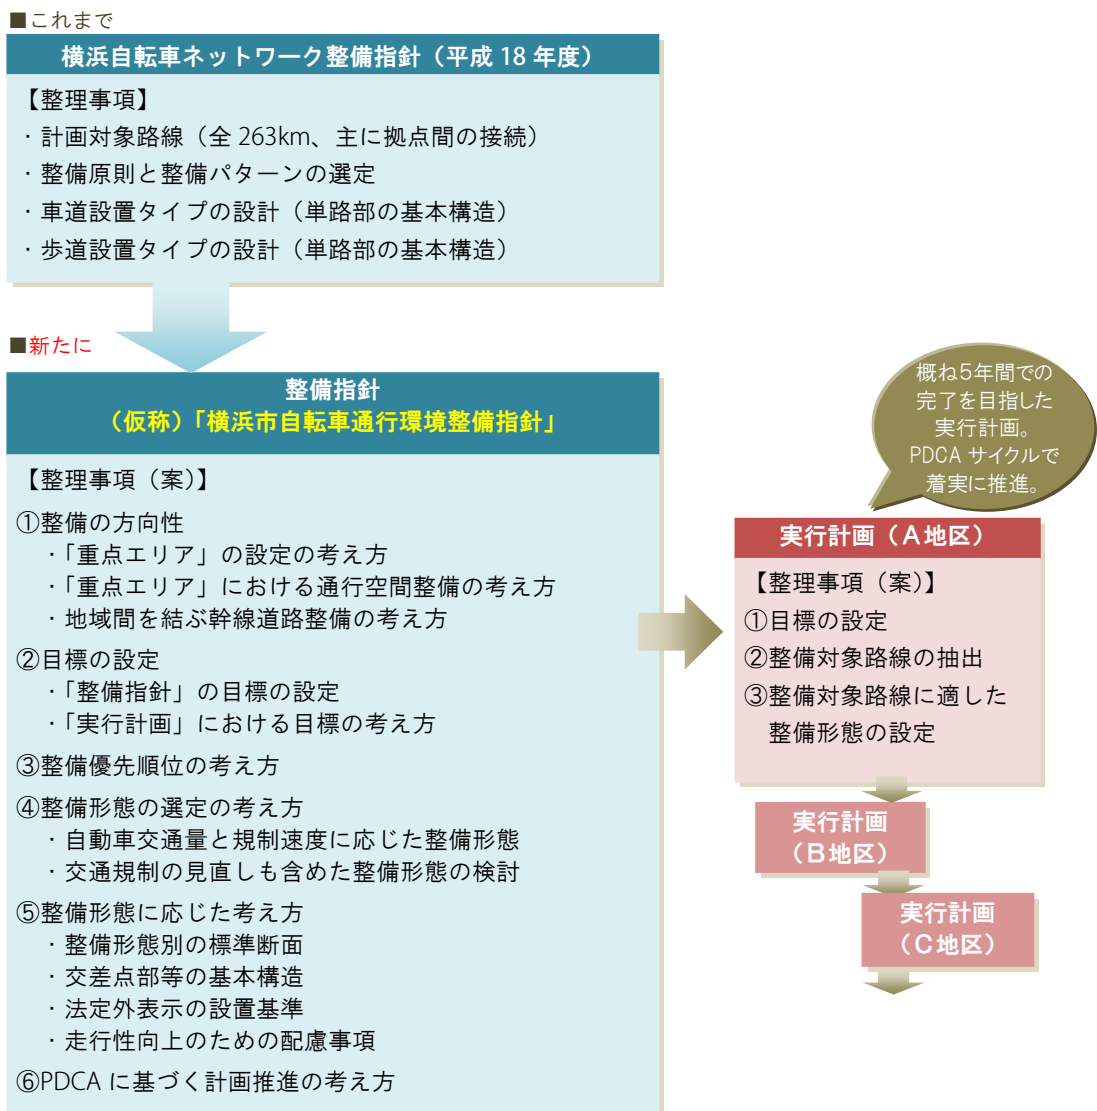 ■これまで
横浜自転車ネットワーク整備指針（平成 18 年度）
【整理事項】
・計画対象路線（全 263km、主に拠点間の接続）
・整備原則と整備パターンの選定
・車道設置タイプの設計（単路部の基本構造）
・歩道設置タイプの設計（単路部の基本構造）
■新たに
整備指針
（仮称）「横浜市自転車通行環境整備指針」
【整理事項（案）】
①整備の方向性
・「重点エリア」の設定の考え方
・「重点エリア」における通行空間整備の考え方
・地域間を結ぶ幹線道路整備の考え方
②目標の設定
・「整備指針」の目標の設定
・「実行計画」における目標の考え方
③整備優先順位の考え方
④整備形態の選定の考え方
・自動車交通量と規制速度に応じた整備形態
・交通規制の見直しも含めた整備形態の検討
⑤整備形態に応じた考え方
・整備形態別の標準断面
・交差点部等の基本構造
・法定外表示の設置基準
・走行性向上のための配慮事項
⑥PDCA に基づく計画推進の考え方
概ね５年間での
完了を目指した
実行計画。
PDCA サイクルで
着実に推進。
実行計画（Ａ地区）
【整理事項（案）】
①目標の設定
②整備対象路線の抽出
③整備対象路線に適した
整備形態の設定
実行計画
（Ｂ地区）
実行計画
（Ｃ地区）